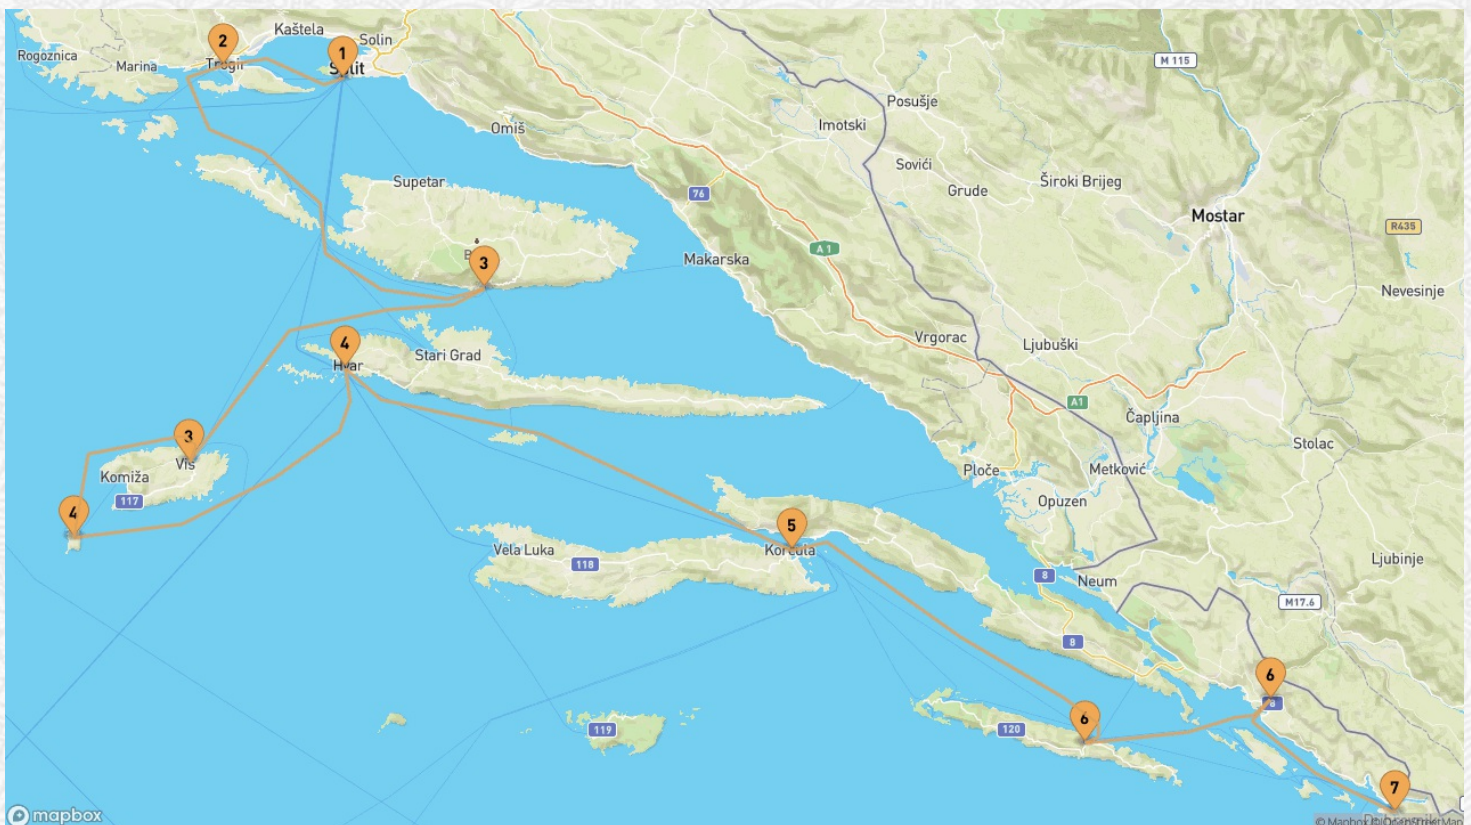 Kaštela
Solin
2
1
Rogoznica
Marina
Trogir
Split
M 115
Posušje
Omiš
Imotski
Sovići
Supetar
76
Grude
Široki Brijeg
Mostar
A 1
R435
3
Makarska
Nevesinje
4
Vrgorac
Ljubuški
Hvar
Stari Grad
A1
Čapljina
3
Stolac
Vis
Komiža
Ploče
Metković
117
Opuzen
4
5
Vela Luka
Korčula
118
8
Neum
Ljubinje
M17.6
8
6
8
6
119
120
7
mapbox
© Mapbox © OpenStreetMap